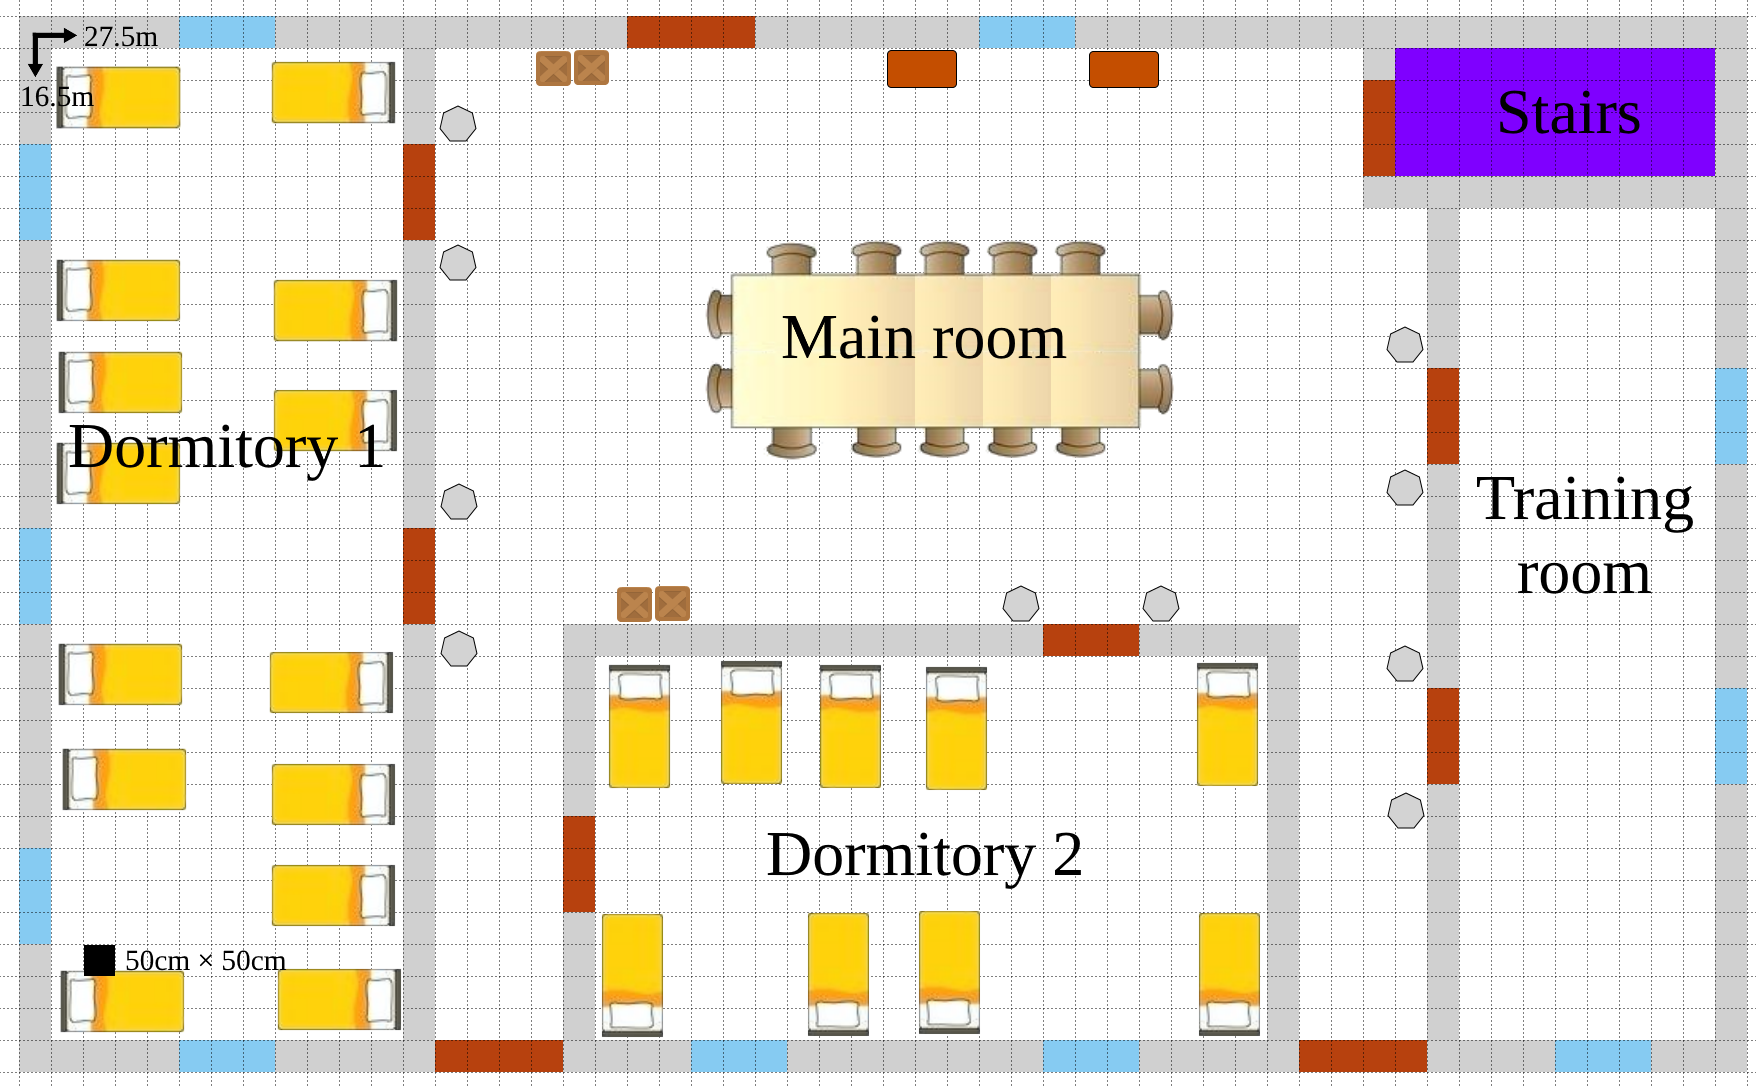 27.5m
16.5m
Stairs
Main room
Dormitory 1
Training
room
Dormitory 2
50cm × 50cm